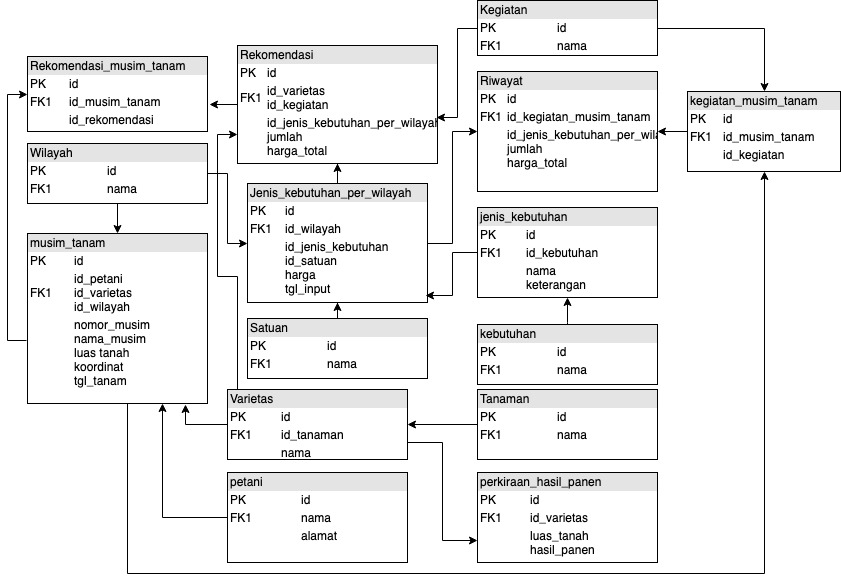 Kegiatan
PK id
FK1 nama
Rekomendasi_musim_tanam
PK id
FK1 id_musim_tanam
id_rekomendasi
Rekomendasi
PK id
id_varietas
FK1 id_kegiatan
id_jenis_kebutuhan_per_wilayah
jumlah
harga_total
Riwayat
PK id
FK1 id_kegiatan_musim_tanam
id_jenis_kebutuhan_per_wila
jumlah
harga_total
kegiatan_musim_tanam
PK id
FK1 id_musim_tanam
id_kegiatan
Wilayah
PK id
FK1 nama
Jenis_kebutuhan_per_wilayah
PK id
FK1 id_wilayah
id_jenis_kebutuhan
id_satuan
harga
tgl_input
jenis_kebutuhan
PK id
FK1 id_kebutuhan
nama
keterangan
musim_tanam
PK id
id_petani
FK1 id_varietas
id_wilayah
nomor_musim
nama_musim
luas tanah
koordinat
tgl_tanam
Satuan
PK id
FK1 nama
kebutuhan
PK id
FK1 nama
Varietas
PK id
FK1 id_tanaman
nama
Tanaman
PK id
FK1 nama
petani
PK id
FK1 nama
alamat
perkiraan_hasil_panen
PK id
FK1 id_varietas
luas_tanah
hasil_panen